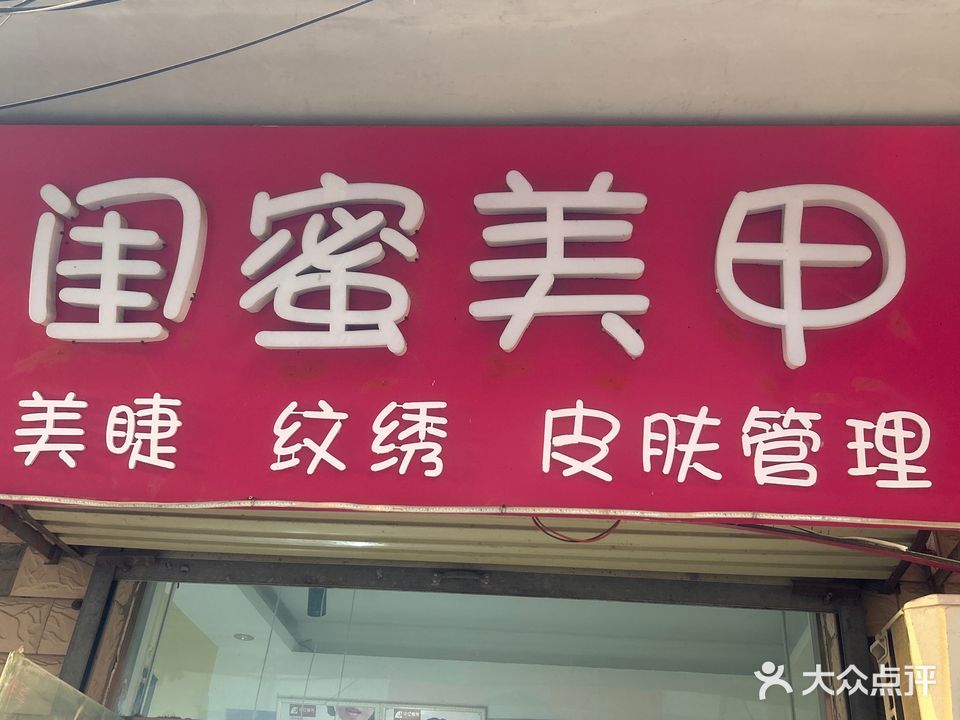 闺蜜美甲
美睫 纹绣 皮肤管理
大众点评